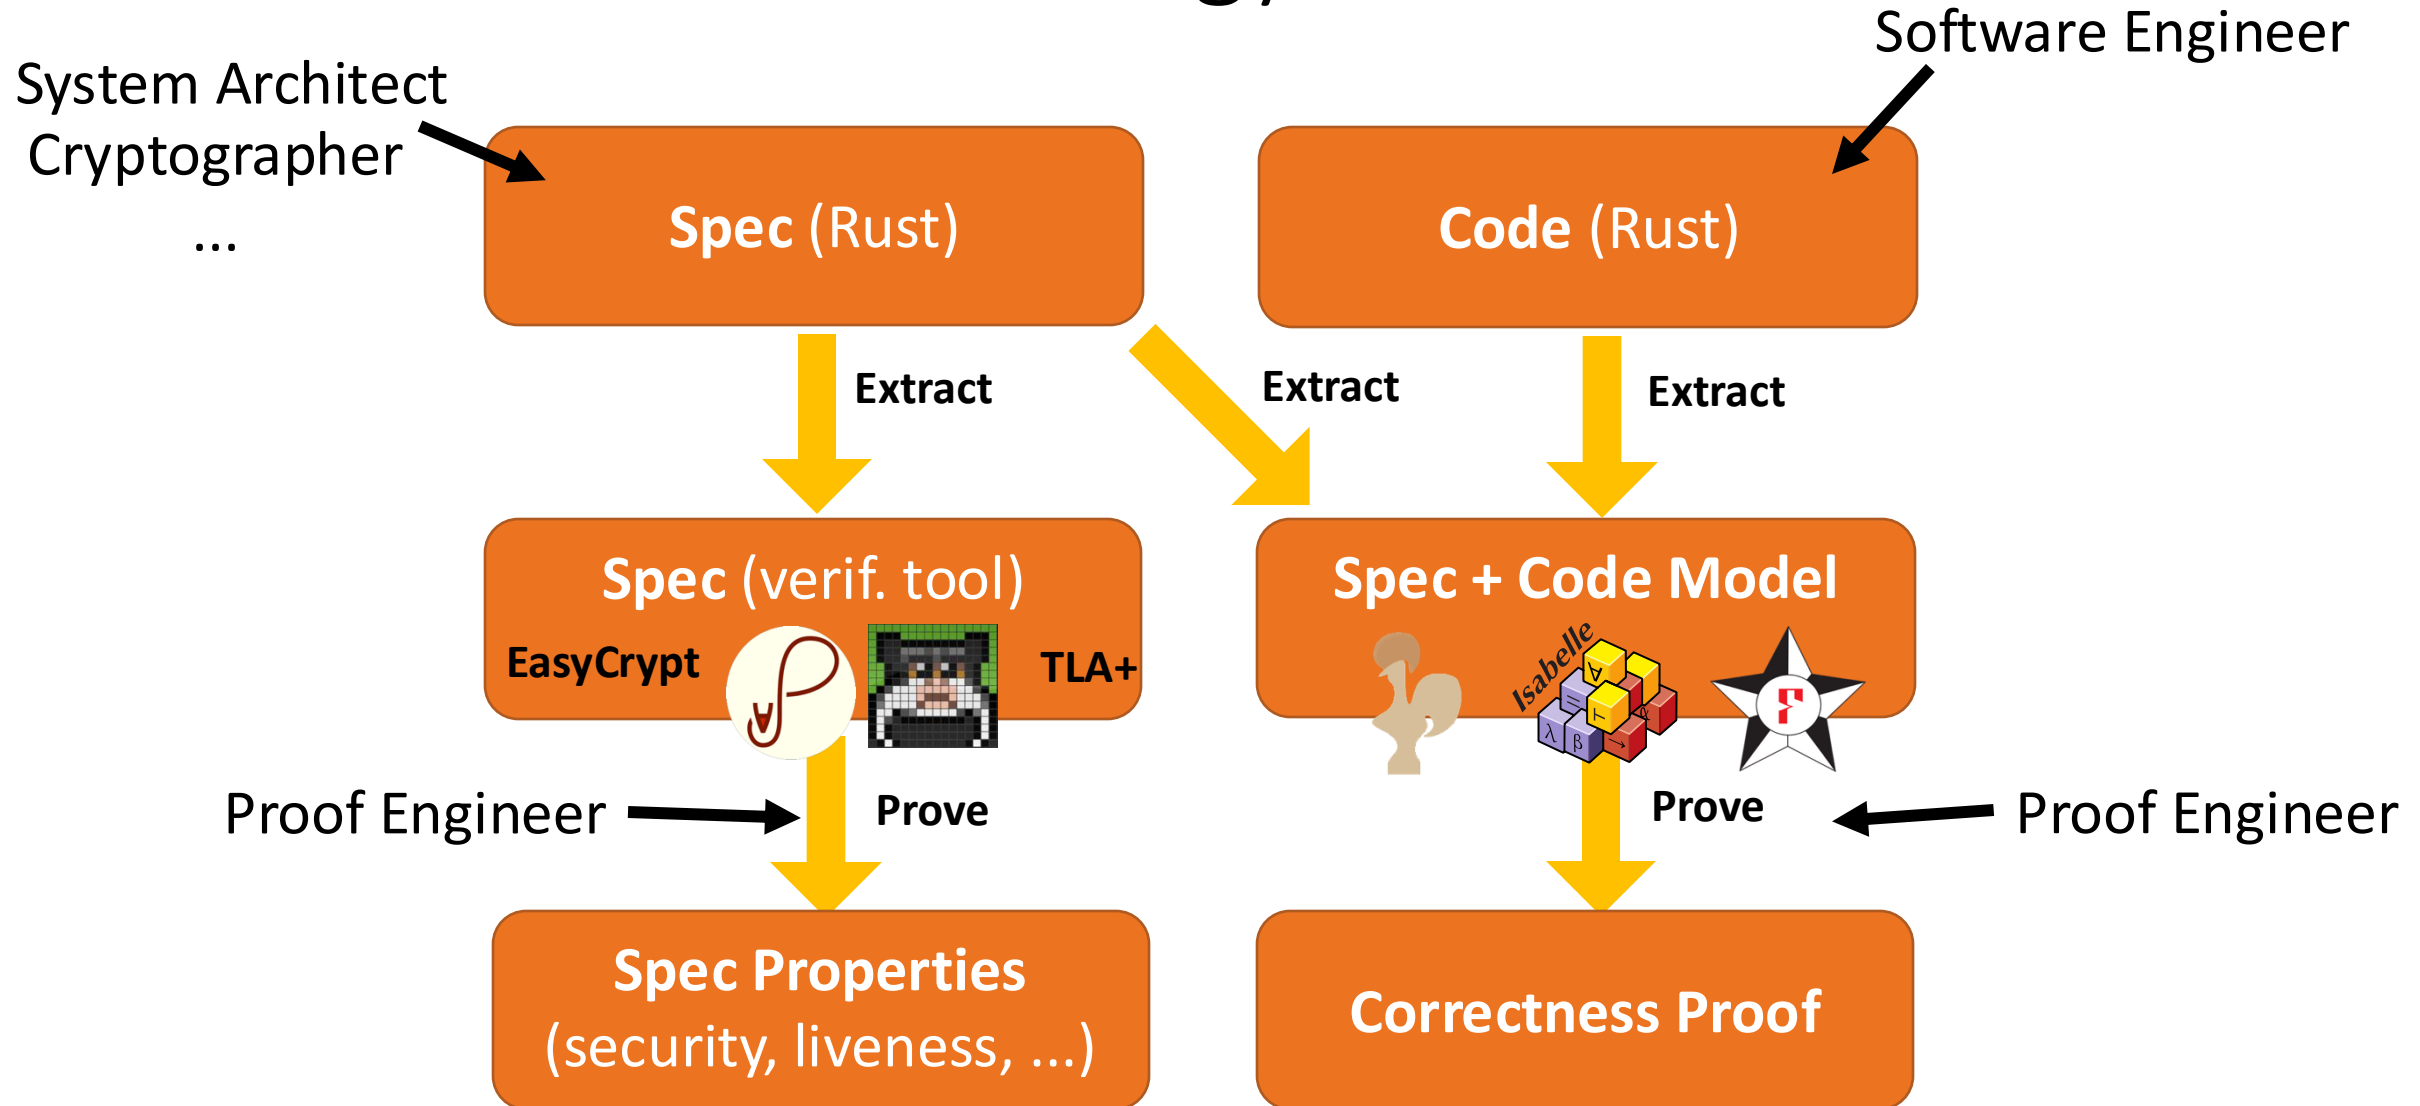 System Architect
Cryptographer
...
Software Engineer
Spec (Rust)
Code (Rust)
Extract
Extract
Extract
Spec (verif. tool)
EasyCrypt
TLA+
Spec + Code Model
Isabelle
∀
=
⊢
&
λ
β
→
F
Proof Engineer
Prove
Prove
Proof Engineer
Spec Properties
(security, liveness, ...)
Correctness Proof